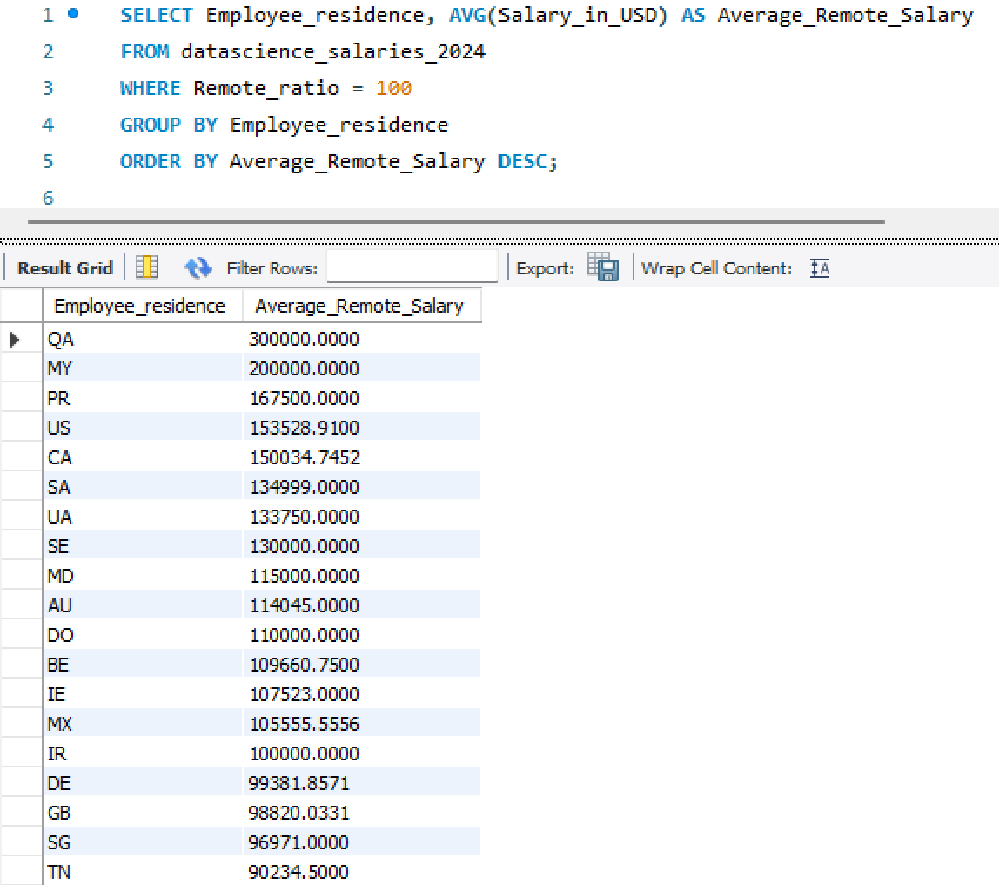 1 SELECT Employee_residence, AVG(Salary_in_USD) AS Average_Remote_Salary
2 FROM datascience_salaries_2024
3 WHERE Remote_ratio = 100
4 GROUP BY Employee_residence
5 ORDER BY Average_Remote_Salary DESC;
6
Result Grid Filter Rows: Export: Wrap Cell Content: IA
Employee_residence Average_Remote_Salary
QA 300000.0000
MY 200000.0000
PR 167500.0000
US 153528.9100
CA 150034.7452
SA 134999.0000
UA 133750.0000
SE 130000.0000
MD 115000.0000
AU 114045.0000
DO 110000.0000
BE 109660.7500
IE 107523.0000
MX 105555.5556
IR 100000.0000
DE 99381.8571
GB 98820.0331
SG 96971.0000
TN 90234.5000